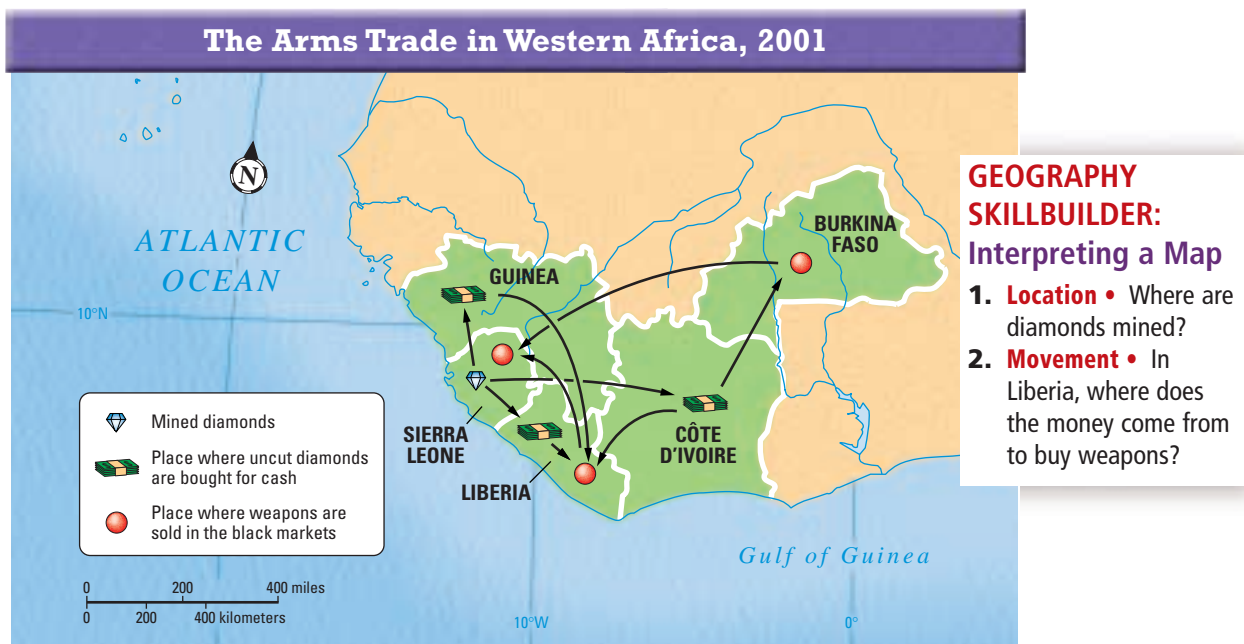 The Arms Trade in Western Africa, 2001
N
ATLANTIC
OCEAN
10°N
GUINEA
BURKINA
FASO
SIERRA
LEONE
LIBERIA
CÔTE
D'IVOIRE
Gulf of Guinea
Mined diamonds
Place where uncut diamonds
are bought for cash
Place where weapons are
sold in the black markets
0 200 400 miles
0 200 400 kilometers
10°W
0°
GEOGRAPHY
SKILLBUILDER:
Interpreting a Map
1. Location • Where are
diamonds mined?
2. Movement • In
Liberia, where does
the money come from
to buy weapons?